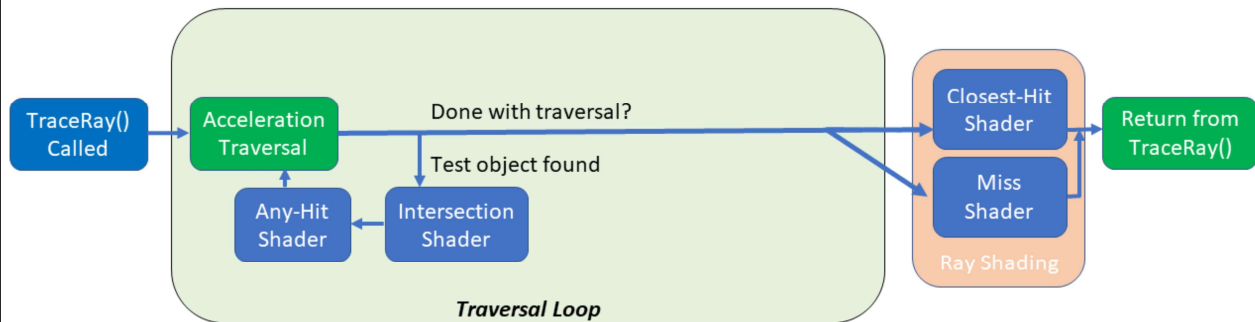 TraceRay()
Called
Acceleration
Traversal
Done with traversal?
Test object found
Any-Hit
Shader
Intersection
Shader
Traversal Loop
Closest-Hit
Shader
Miss
Shader
Ray Shading
Return from
TraceRay()